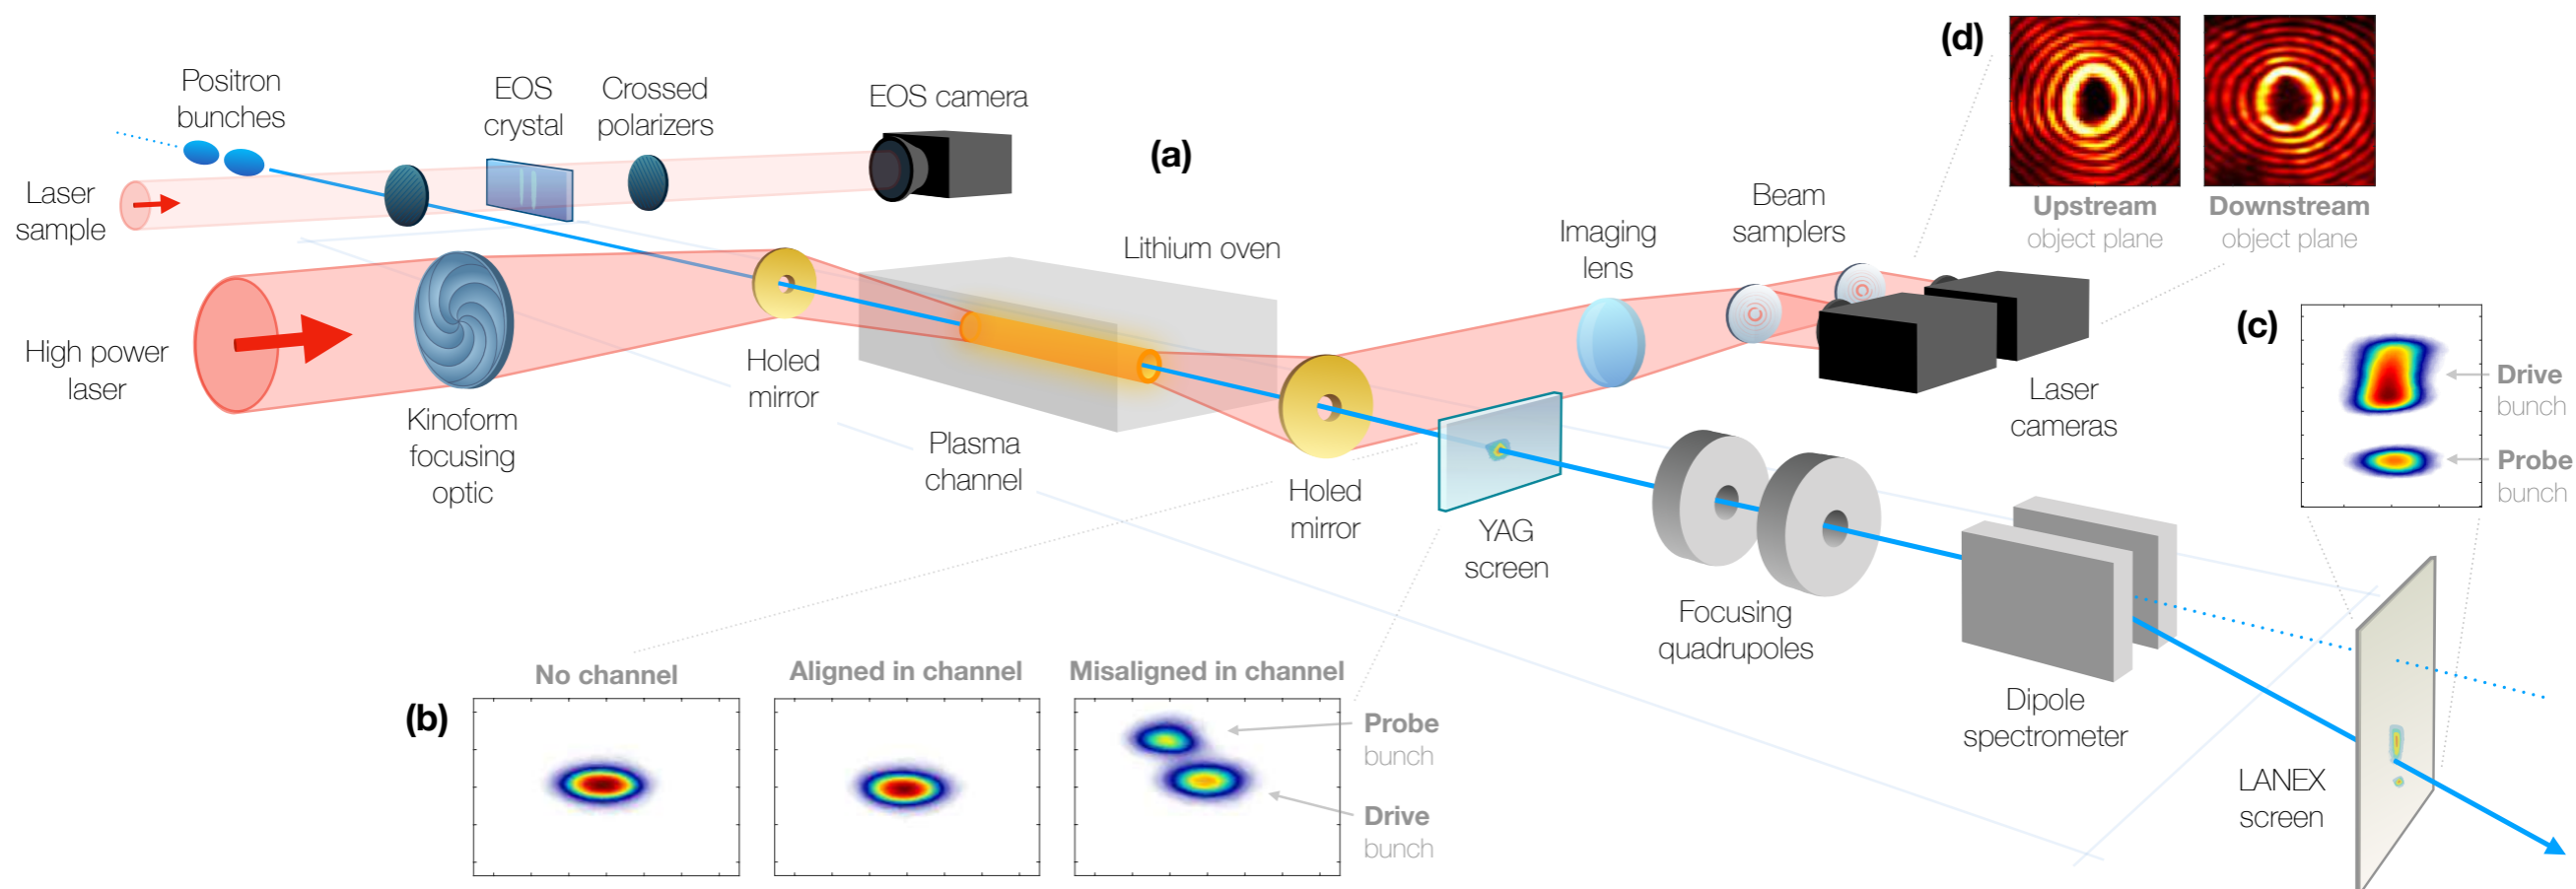 (d)
Positron
bunches
EOS
crystal
Crossed
polarizers
EOS camera
(a)
Laser
sample
Beam
samplers
Upstream
object plane
Downstream
object plane
Imaging
lens
Lithium oven
(c)
High power
laser
Holed
mirror
Drive
bunch
Laser
cameras
Kinoform
focusing
optic
Plasma
channel
Probe
bunch
Holed
mirror
YAG
screen
Focusing
quadrupoles
Dipole
spectrometer
LANEX
screen
(b)
No channel
Aligned in channel
Misaligned in channel
Probe
bunch
Drive
bunch